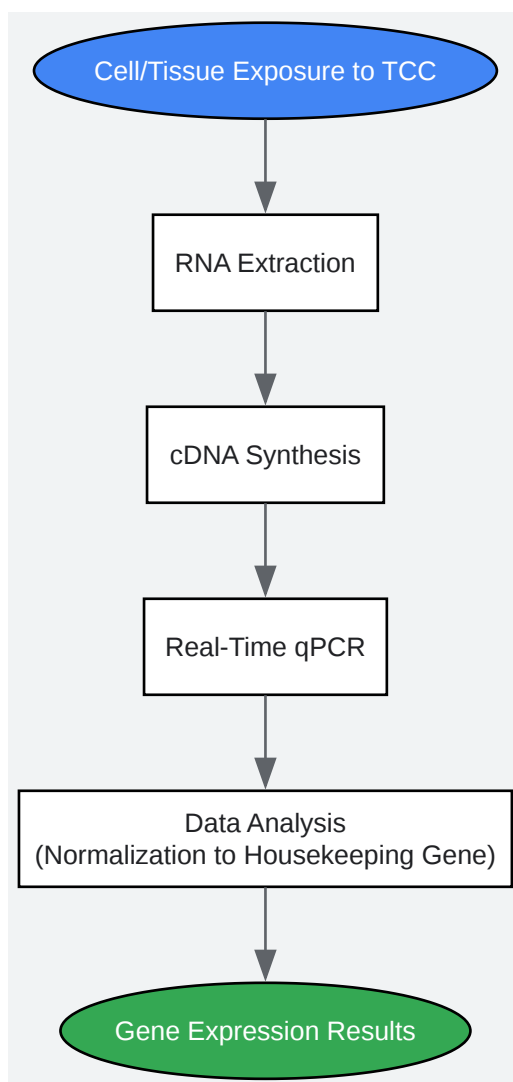 Cell/Tissue Exposure to TCC
RNA Extraction
cDNA Synthesis
Real-Time qPCR
Data Analysis
(Normalization to Housekeeping Gene)
Gene Expression Results